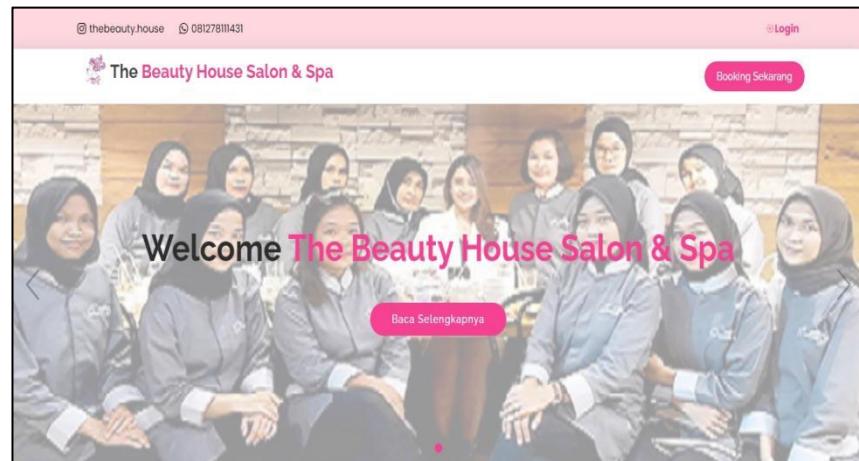 thebeauty.house 081278111431
Login
The Beauty House Salon & Spa
Booking Sekarang
Welcome The Beauty House Salon & Spa
Baca Selengkapnya